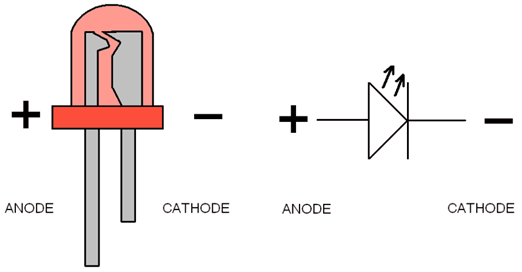 + − + −
ANODE CATHODE ANODE CATHODE